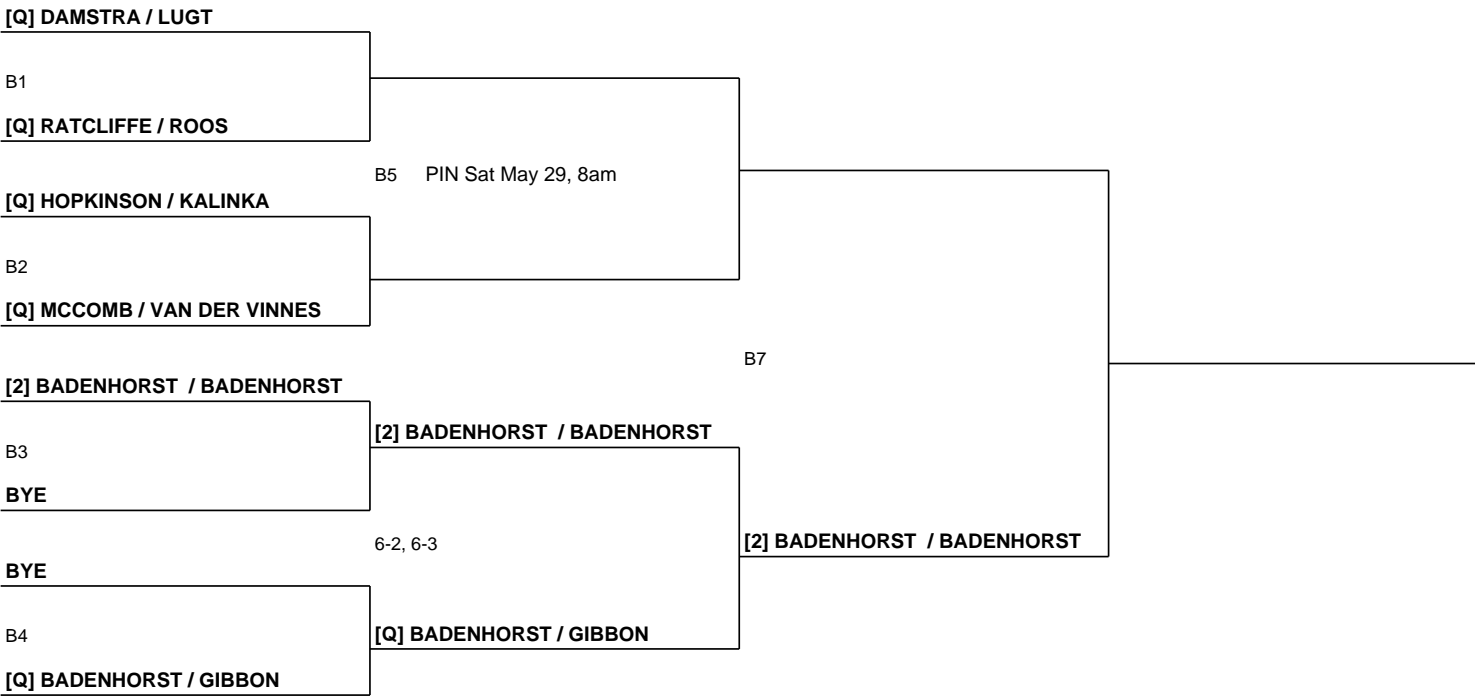 [Q] DAMSTRA / LUGT
B1
[Q] RATCLIFFE / ROOS
B5 PIN Sat May 29, 8am
[Q] HOPKINSON / KALINKA
B2
[Q] MCCOMB / VAN DER VINNES
B7
[2] BADENHORST / BADENHORST
[2] BADENHORST / BADENHORST
B3
BYE
6-2, 6-3
[2] BADENHORST / BADENHORST
BYE
B4
[Q] BADENHORST / GIBBON
[Q] BADENHORST / GIBBON